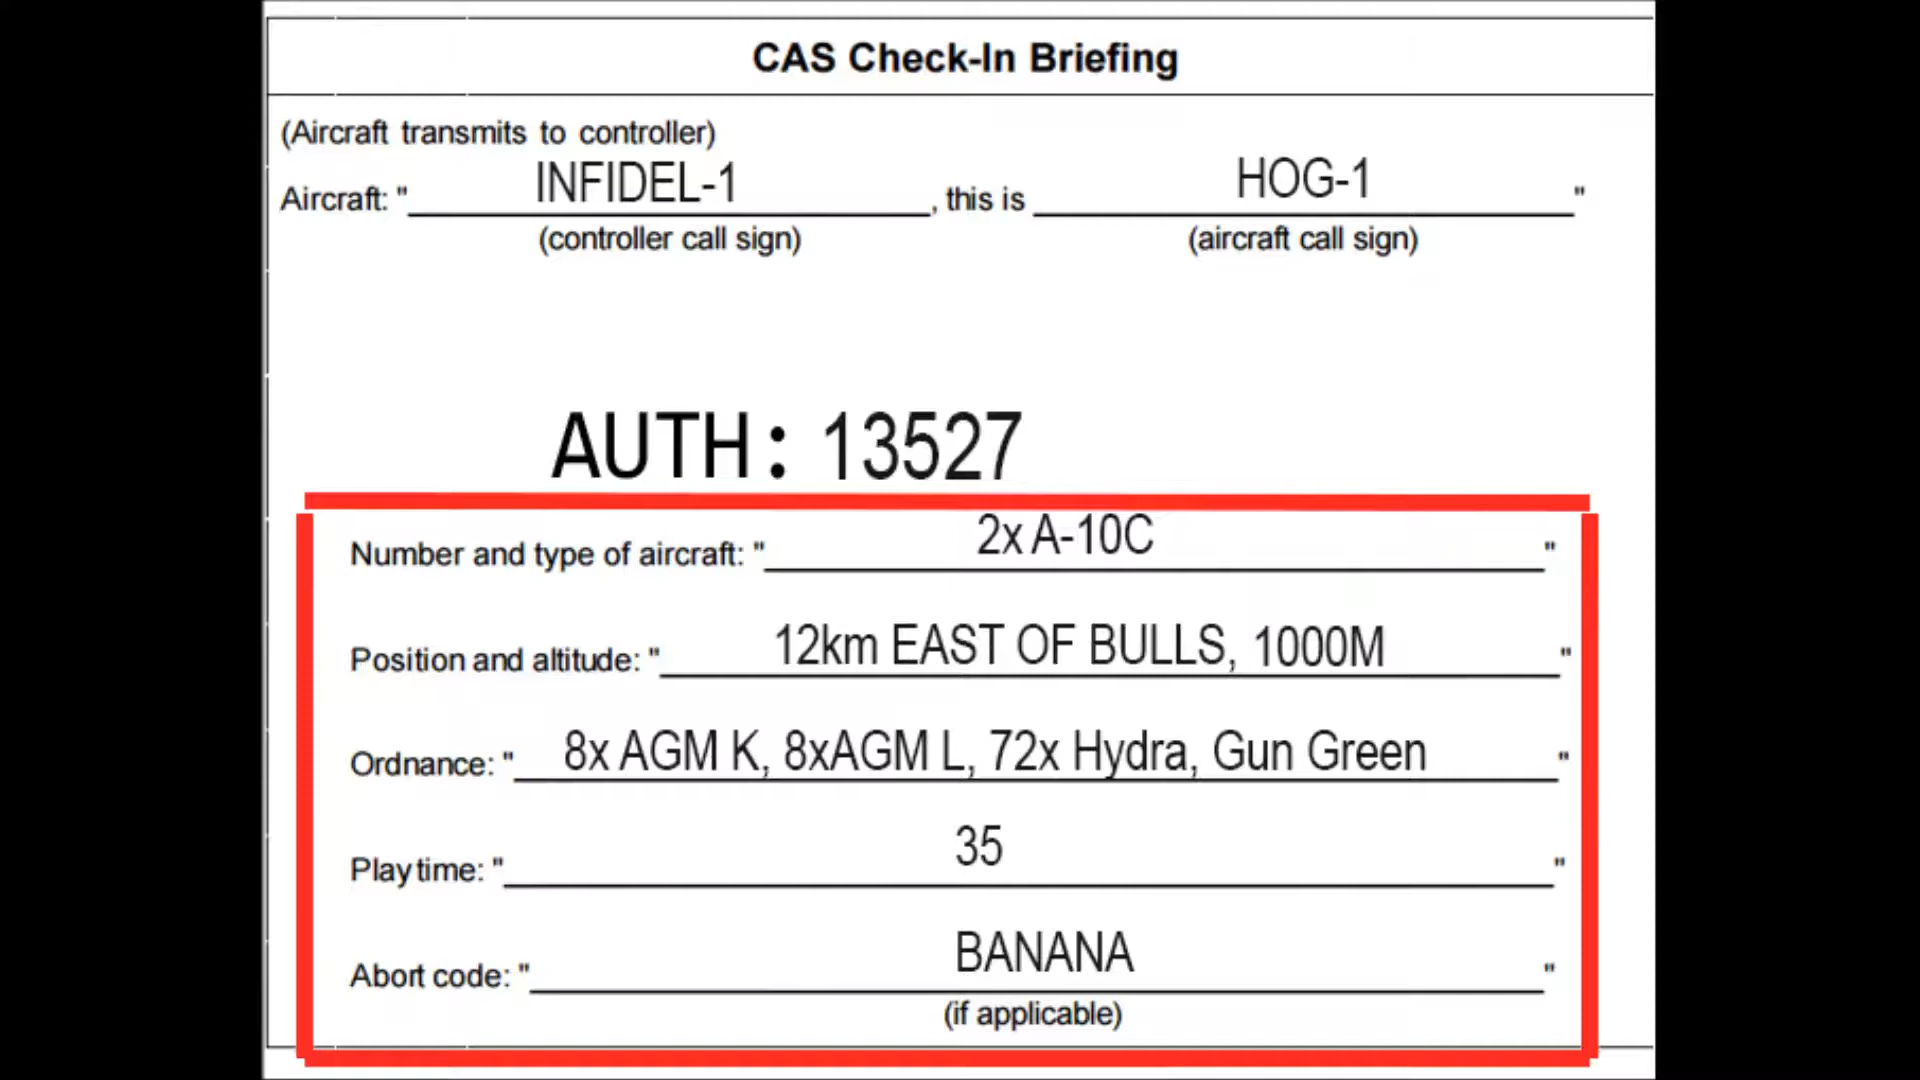 CAS Check-In Briefing
(Aircraft transmits to controller)
Aircraft: "INFIDEL-1, this is HOG-1"
(controller call sign) (aircraft call sign)
AUTH: 13527
Number and type of aircraft: "2x A-10C"
Position and altitude: "12km EAST OF BULLS, 1000M"
Ordnance: "8x AGM K, 8xAGM L, 72x Hydra, Gun Green"
Playtime: "35"
Abort code: "BANANA"
(if applicable)